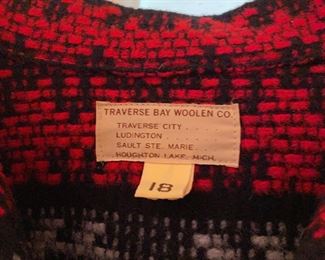 TRAVERSE BAY WOOLEN CO.
TRAVERSE CITY . . .
LUDINGTON . . . . .
SAULT STE. MARIE .
HOUGHTON LAKE, MICH.
18